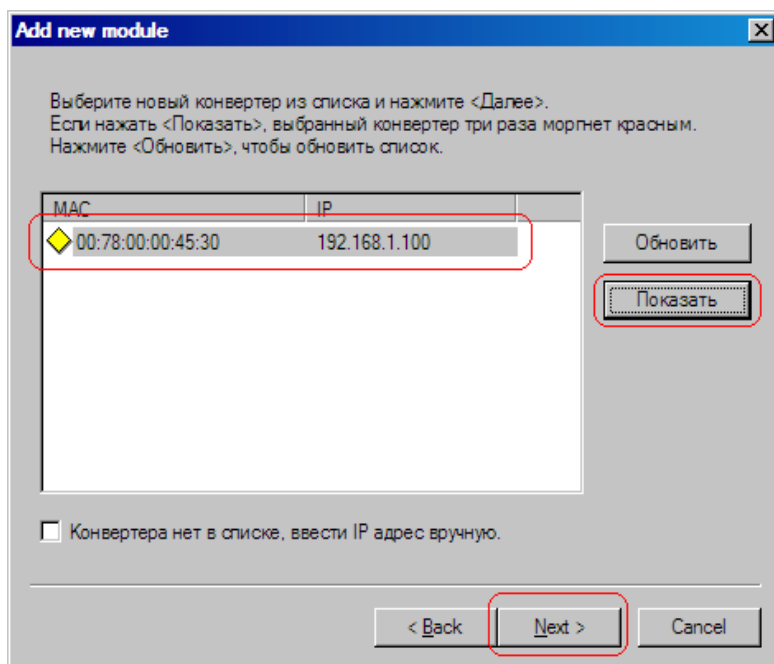 Add new module
Выберите новый конвертер из списка и нажмите <Далее>.
Если нажать <Показать>, выбранный конвертер три раза моргнет красным.
Нажмите <Обновить>, чтобы обновить список.
MAC IP
00:78:00:00:45:30 192.168.1.100
Обновить
Показать
Конвертера нет в списке, ввести IP адрес вручную.
< Back Next > Cancel